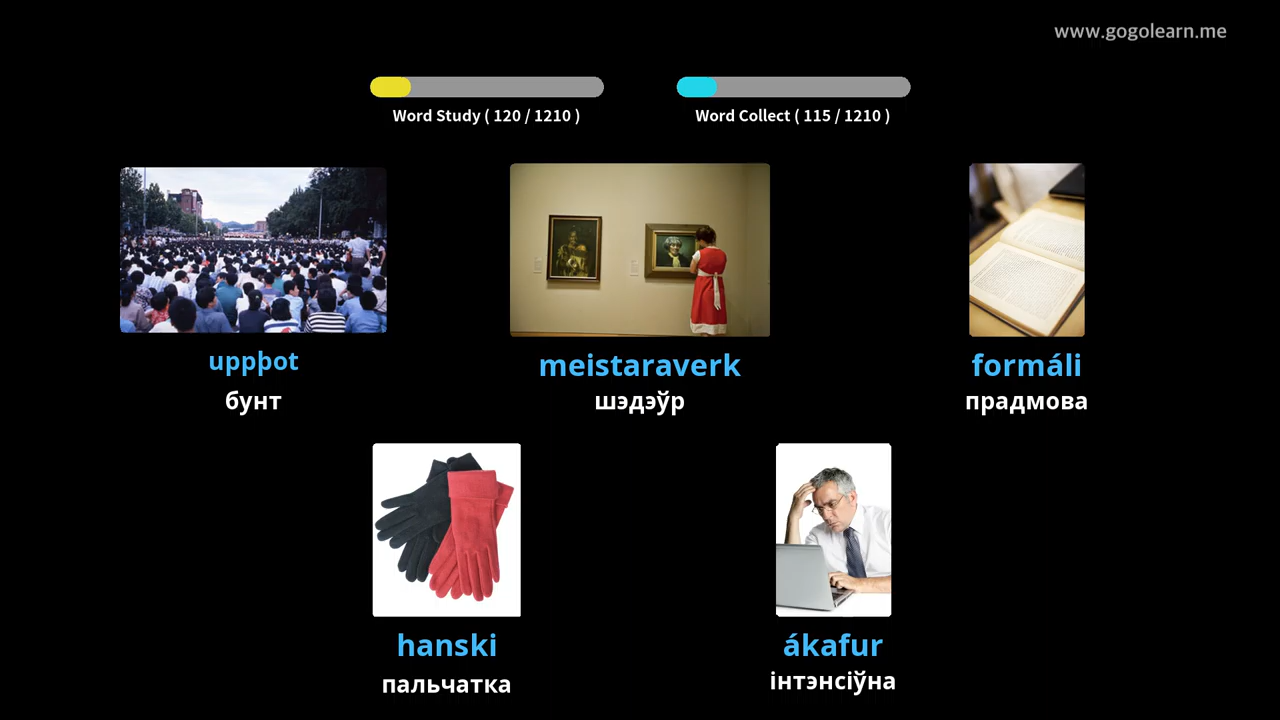 www.gogolearn.me
Word Study ( 120 / 1210 )
Word Collect ( 115 / 1210 )
uppþot
бунт
meistaraverk
шэдэўр
formáli
прадмова
hanski
пальчатка
ákafur
інтэнсіўна